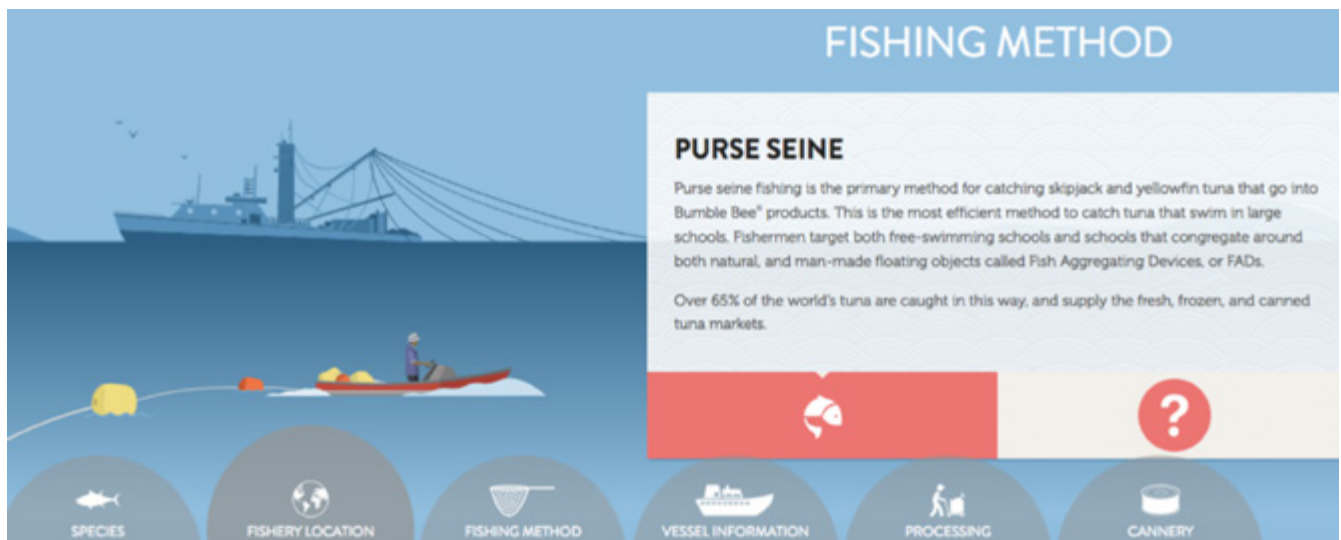 FISHING METHOD
PURSE SEINE
Purse seine fishing is the primary method for catching skipjack and yellowfin tuna that go into
Bumble Bee® products. This is the most efficient method to catch tuna that swim in large
schools. Fishermen target both free-swimming schools and schools that congregate around
both natural, and man-made floating objects called Fish Aggregating Devices, or FADs.
Over 65% of the world's tuna are caught in this way, and supply the fresh, frozen, and canned
tuna markets.
?
SPECIES
FISHERY LOCATION
FISHING METHOD
VESSEL INFORMATION
PROCESSING
CANNERY